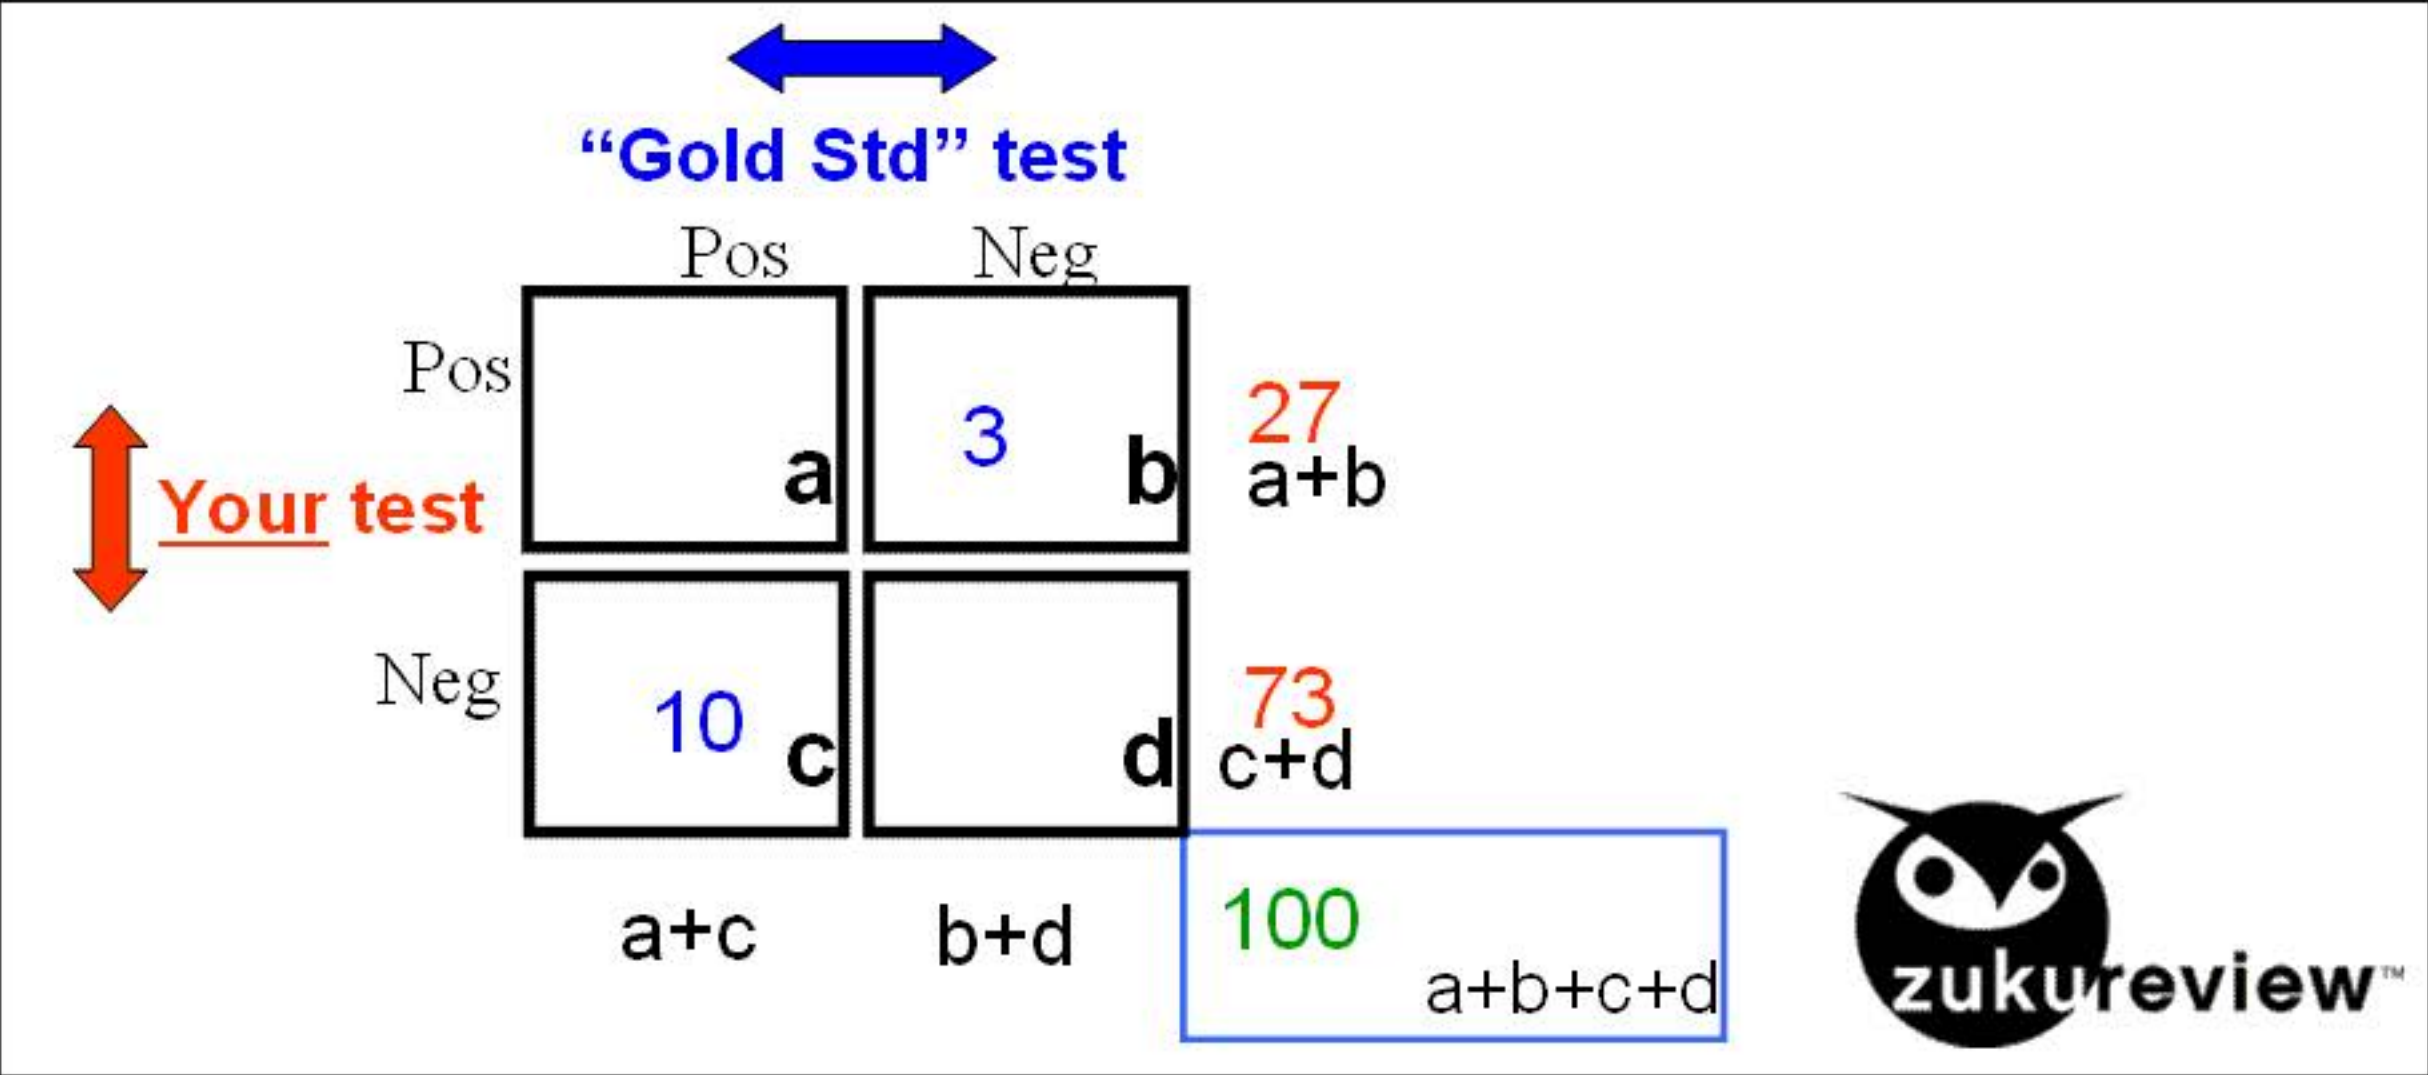 “Gold Std” test
Pos Neg
Pos
a
3 b
27
a+b
Your test
Neg
10 c
d
73
c+d
a+c b+d
100
a+b+c+d
zukureview™